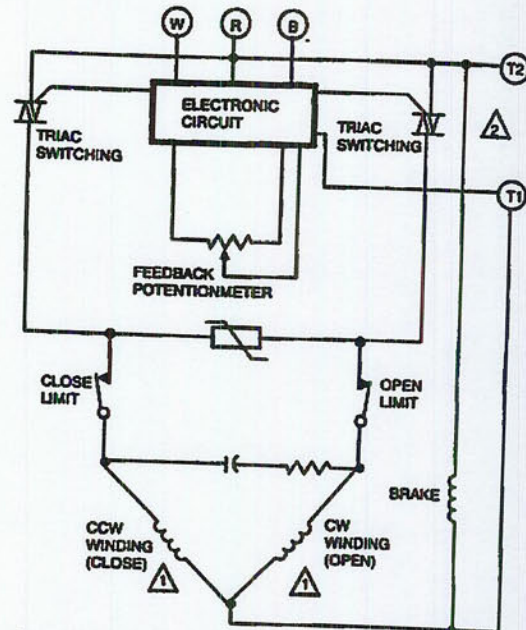 W R B
T2
ELECTRONIC
CIRCUIT
TRIAC
SWITCHING
TRIAC
SWITCHING
2
T1
FEEDBACK
POTENTIONMETER
CLOSE
LIMIT
OPEN
LIMIT
BRAKE
CCW
WINDING
(CLOSE)
1
CW
WINDING
(OPEN)
1